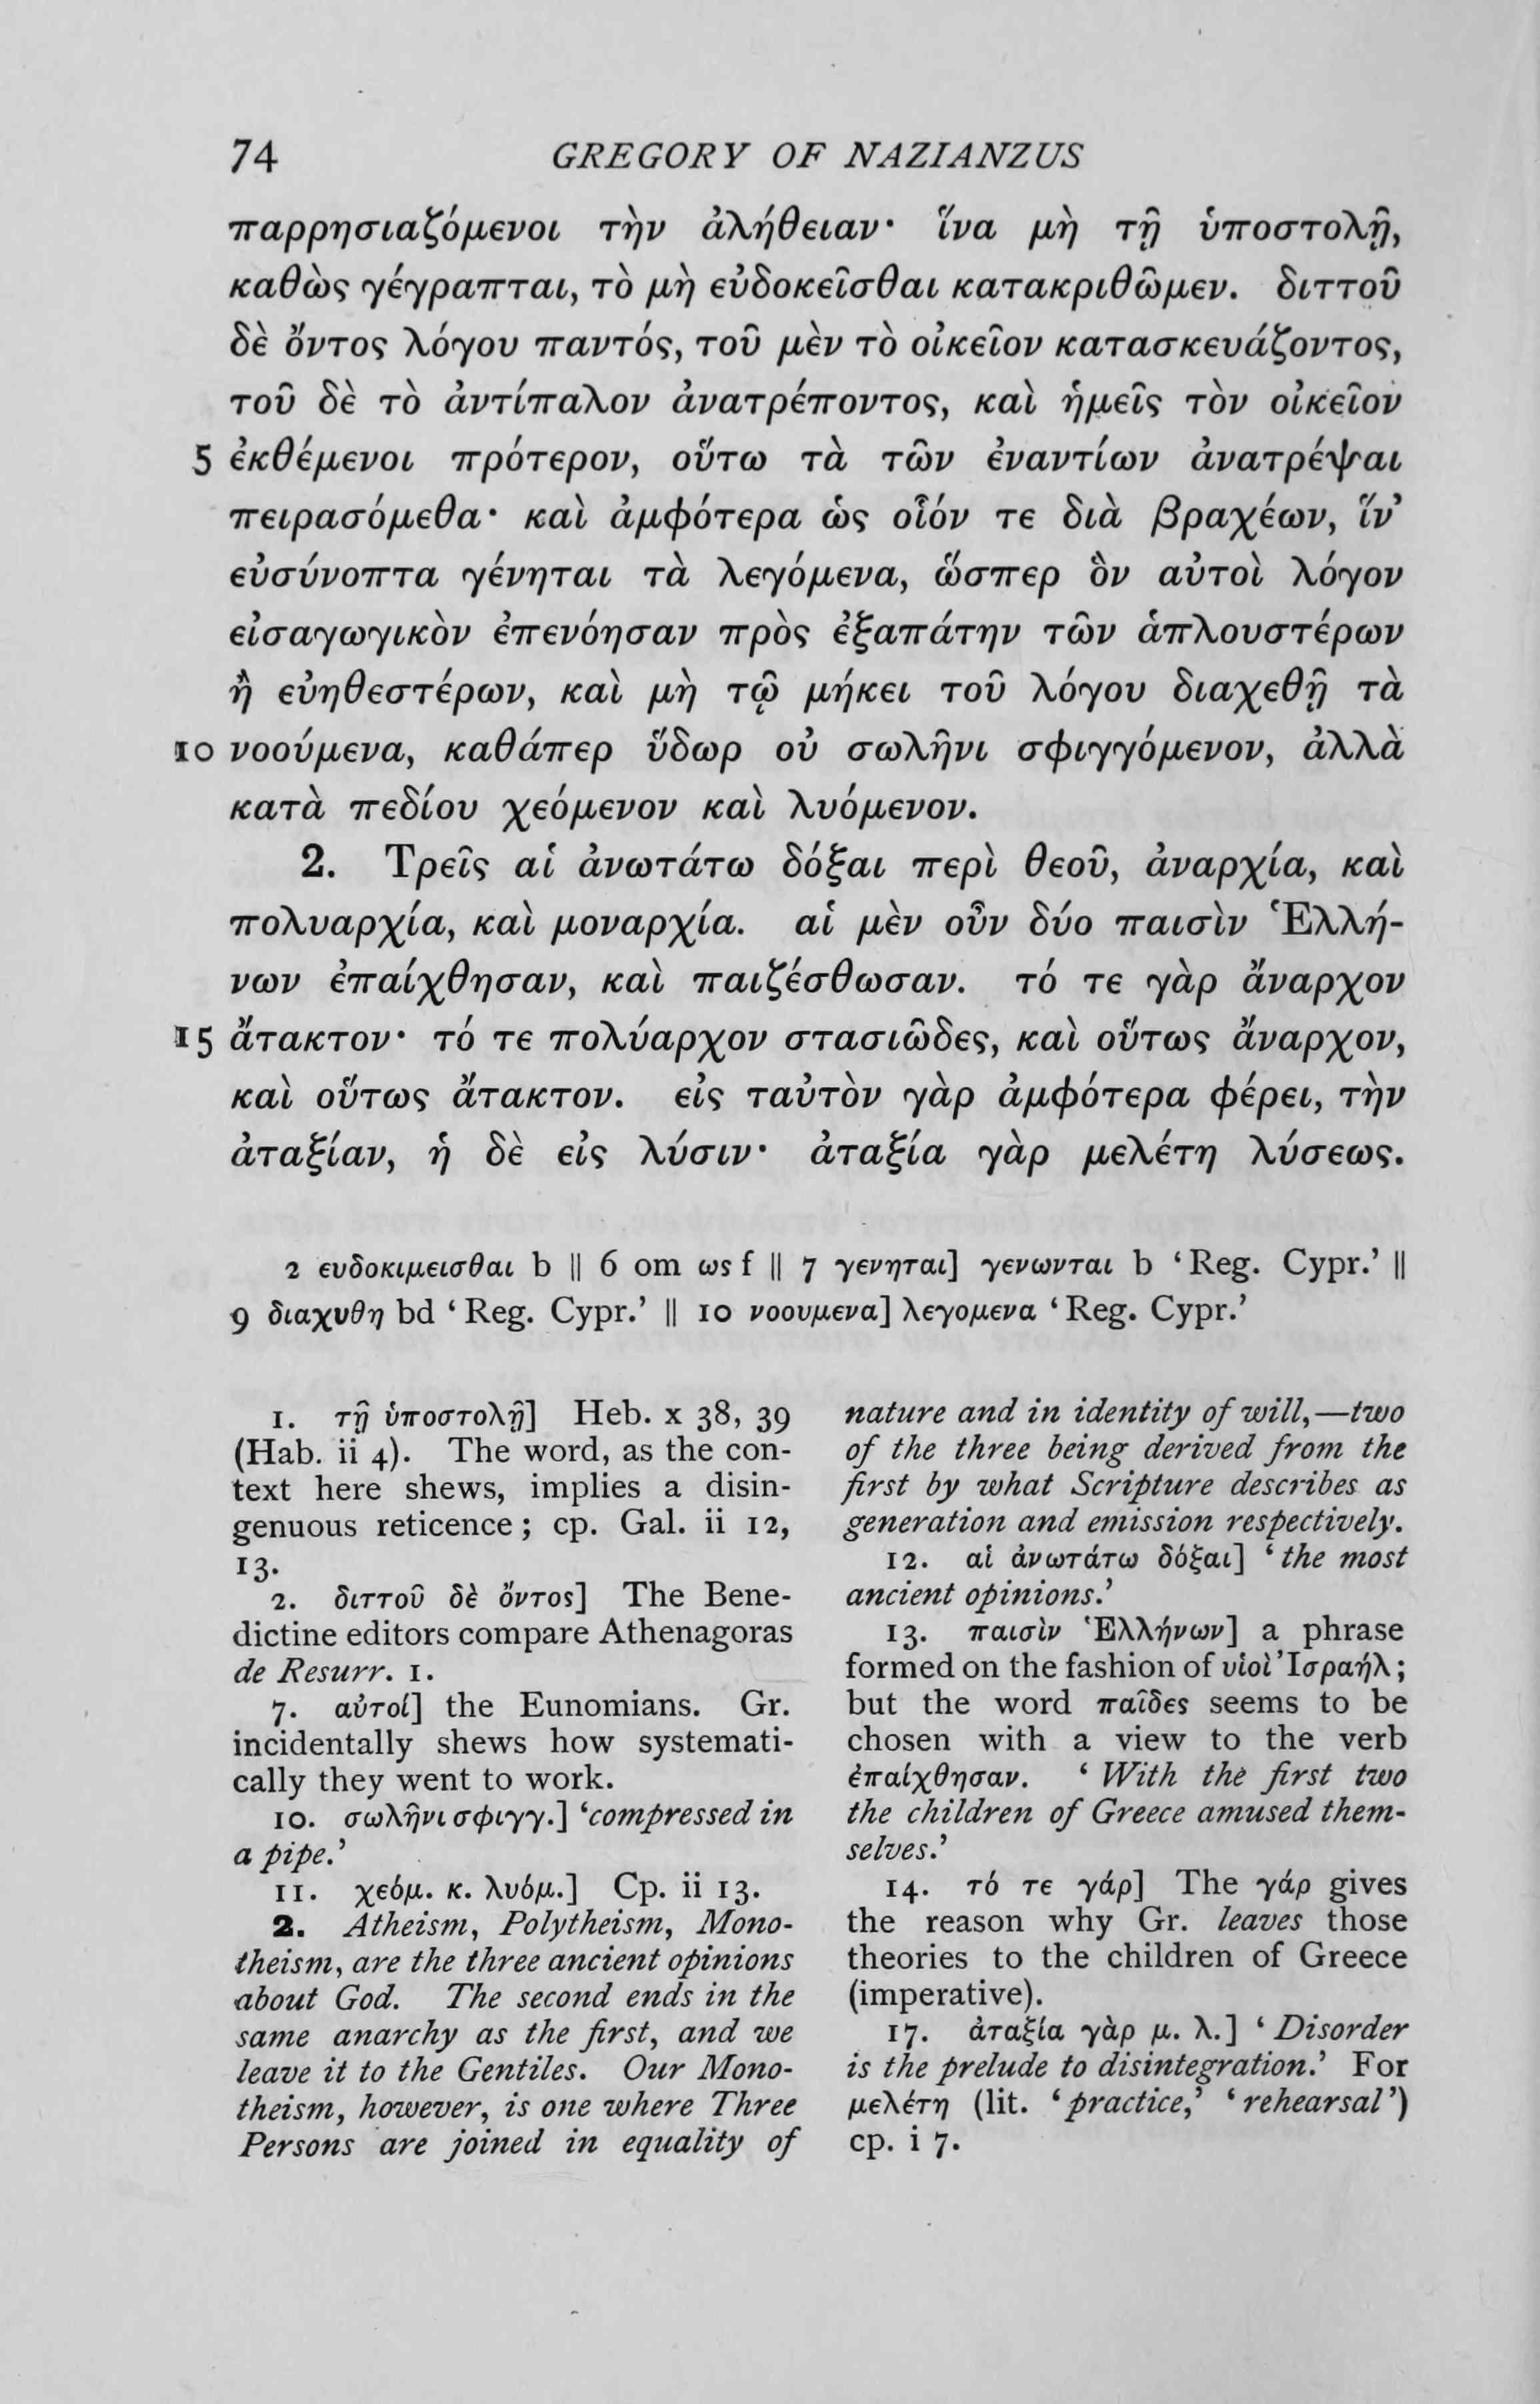 74 GREGORY OF NAZIANZUS
παρρησιαζόμενοι τὴν ἀλήθειαν· ἵνα μὴ τῇ ὑποστολῇ,
καθὼς γέγραπται, τὸ μὴ εὐδοκεῖσθαι κατακριθῶμεν. διττοῦ
δὲ ὄντος λόγου παντός, τοῦ μὲν τὸ οἰκεῖον κατασκευάζοντος,
τοῦ δὲ τὸ ἀντίπαλον ἀνατρέποντος, καὶ ἡμεῖς τὸν οἰκεῖον
5 ἐκθέμενοι πρότερον, οὕτω τὰ τῶν ἐναντίων ἀνατρέψαι
πειρασόμεθα· καὶ ἀμφότερα ὡς οἷόν τε διὰ βραχέων, ἵν’
εὐσύνοπτα γένηται τὰ λεγόμενα, ὥσπερ ὃν αὐτοὶ λόγον
εἰσαγωγικὸν ἐπενόησαν πρὸς ἐξαπάτην τῶν ἁπλουστέρων
ἢ εὐηθεστέρων, καὶ μὴ τῷ μήκει τοῦ λόγου διαχεθῇ τὰ
10 νοούμενα, καθάπερ ὕδωρ οὐ σωλῆνι σφιγγόμενον, ἀλλὰ
κατὰ πεδίου χεόμενον καὶ λυόμενον.
2. Τρεῖς αἱ ἀνωτάτω δόξαι περὶ θεοῦ, ἀναρχία, καὶ
πολυαρχία, καὶ μοναρχία. αἱ μὲν οὖν δύο παισὶν Ἑλλή-
νων ἐπαίχθησαν, καὶ παιζέσθωσαν. τό τε γὰρ ἄναρχον
15 ἄτακτον· τό τε πολύαρχον στασιῶδες, καὶ οὕτως ἄναρχον,
καὶ οὕτως ἄτακτον. εἰς ταὐτὸν γὰρ ἀμφότερα φέρει, τὴν
ἀταξίαν, ἡ δὲ εἰς λύσιν· ἀταξία γὰρ μελέτη λύσεως.
2 ευδοκιμεισθαι b || 6 om ως f || 7 γενηται] γενωνται b ‘Reg. Cypr.’ ||
9 διαχυθη bd ‘Reg. Cypr.’ || 10 νοουμενα] λεγομενα ‘Reg. Cypr.’
1. τῇ ὑποστολῇ] Heb. x 38, 39
(Hab. ii 4). The word, as the con-
text here shews, implies a disin-
genuous reticence; cp. Gal. ii 12,
13.
2. διττοῦ δὲ ὄντος] The Bene-
dictine editors compare Athenagoras
de Resurr. 1.
7. αὐτοί] the Eunomians. Gr.
incidentally shews how systemati-
cally they went to work.
10. σωλῆνι σφιγγ.] ‘compressed in
a pipe.’
11. χεόμ. κ. λυόμ.] Cp. ii 13.
2. Atheism, Polytheism, Mono-
theism, are the three ancient opinions
about God. The second ends in the
same anarchy as the first, and we
leave it to the Gentiles. Our Mono-
theism, however, is one where Three
Persons are joined in equality of
nature and in identity of will,—two
of the three being derived from the
first by what Scripture describes as
generation and emission respectively.
12. αἱ ἀνωτάτω δόξαι] ‘the most
ancient opinions.’
13. παισὶν Ἑλλήνων] a phrase
formed on the fashion of υἱοὶ Ἰσραήλ;
but the word παῖδες seems to be
chosen with a view to the verb
ἐπαίχθησαν. ‘With the first two
the children of Greece amused them-
selves.’
14. τό τε γάρ] The γάρ gives
the reason why Gr. leaves those
theories to the children of Greece
(imperative).
17. ἀταξία γὰρ μ. λ.] ‘Disorder
is the prelude to disintegration.’ For
μελέτη (lit. ‘practice,’ ‘rehearsal’)
cp. i 7.